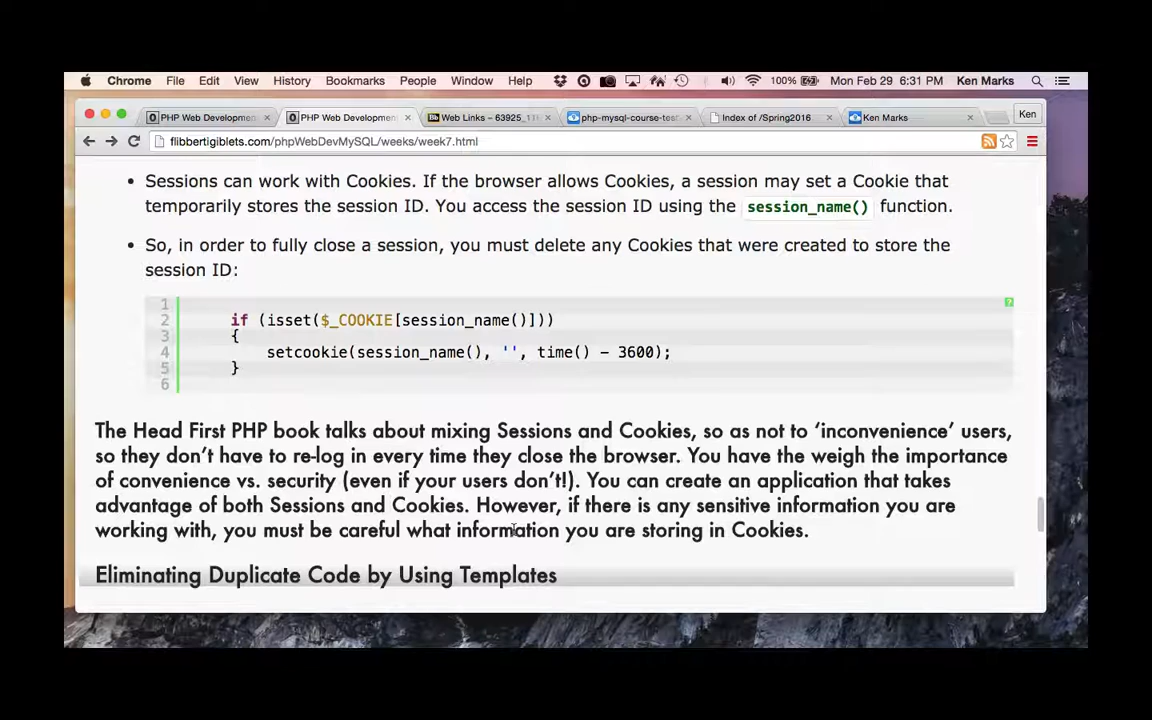 Chrome File Edit View History Bookmarks People Window Help 100% Mon Feb 29 6:31 PM Ken Marks
PHP Web Developmen × PHP Web Development × Bb Web Links – 63925_11 × php-mysql-course-test × Index of /Spring2016 × Ken Marks × Ken
flibbertigiblets.com/phpWebDevMySQL/weeks/week7.html
• Sessions can work with Cookies. If the browser allows Cookies, a session may set a Cookie that
temporarily stores the session ID. You access the session ID using the session_name() function.
• So, in order to fully close a session, you must delete any Cookies that were created to store the
session ID:
?
1
2 if (isset($_COOKIE[session_name()]))
3 {
4 setcookie(session_name(), '', time() - 3600);
5 }
6
The Head First PHP book talks about mixing Sessions and Cookies, so as not to ‘inconvenience’ users,
so they don’t have to re-log in every time they close the browser. You have the weigh the importance
of convenience vs. security (even if your users don’t!). You can create an application that takes
advantage of both Sessions and Cookies. However, if there is any sensitive information you are
working with, you must be careful what information you are storing in Cookies.
Eliminating Duplicate Code by Using Templates